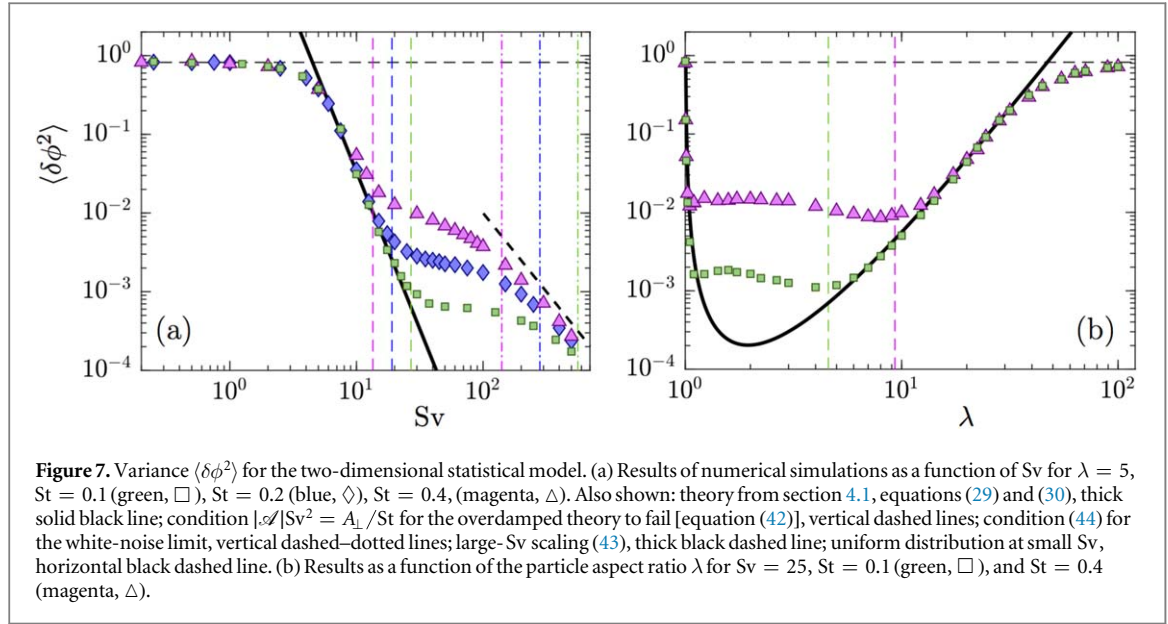 10^0
10^-1
10^-2
10^-3
10^-4
⟨δϕ²⟩
(a)
10^0 10^1 10^2
Sv
10^0
10^-1
10^-2
10^-3
10^-4
(b)
10^0 10^1 10^2
λ
Figure 7. Variance ⟨δϕ²⟩ for the two-dimensional statistical model. (a) Results of numerical simulations as a function of Sv for λ = 5,
St = 0.1 (green, □), St = 0.2 (blue, ◇), St = 0.4, (magenta, △). Also shown: theory from section 4.1, equations (29) and (30), thick
solid black line; condition |𝒜|Sv² = A⊥/St for the overdamped theory to fail [equation (42)], vertical dashed lines; condition (44) for
the white-noise limit, vertical dashed–dotted lines; large-Sv scaling (43), thick black dashed line; uniform distribution at small Sv,
horizontal black dashed line. (b) Results as a function of the particle aspect ratio λ for Sv = 25, St = 0.1 (green, □), and St = 0.4
(magenta, △).